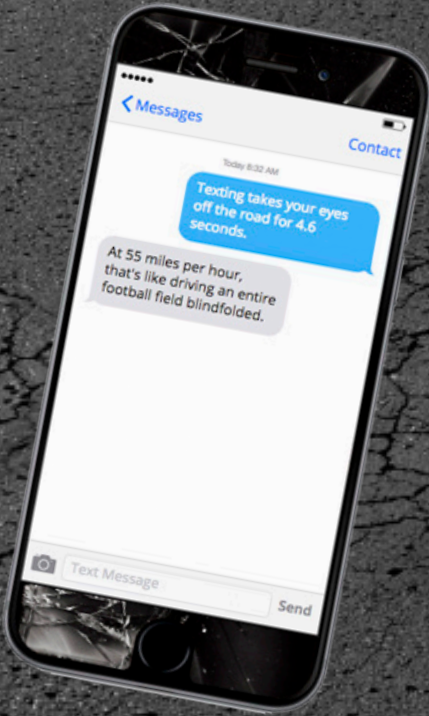 Messages
Contact
Today 8:32 AM
Texting takes your eyes
off the road for 4.6
seconds.
At 55 miles per hour,
that's like driving an entire
football field blindfolded.
Text Message
Send